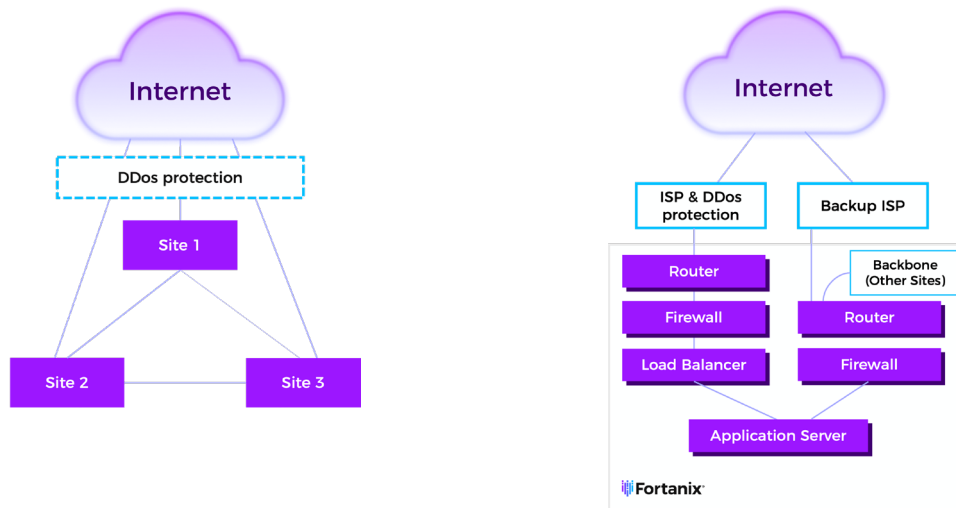 Internet
DDos protection
Site 1
Site 2
Site 3
Internet
ISP & DDos
protection
Backup ISP
Router
Backbone
(Other Sites)
Firewall
Router
Load Balancer
Firewall
Application Server
Fortanix